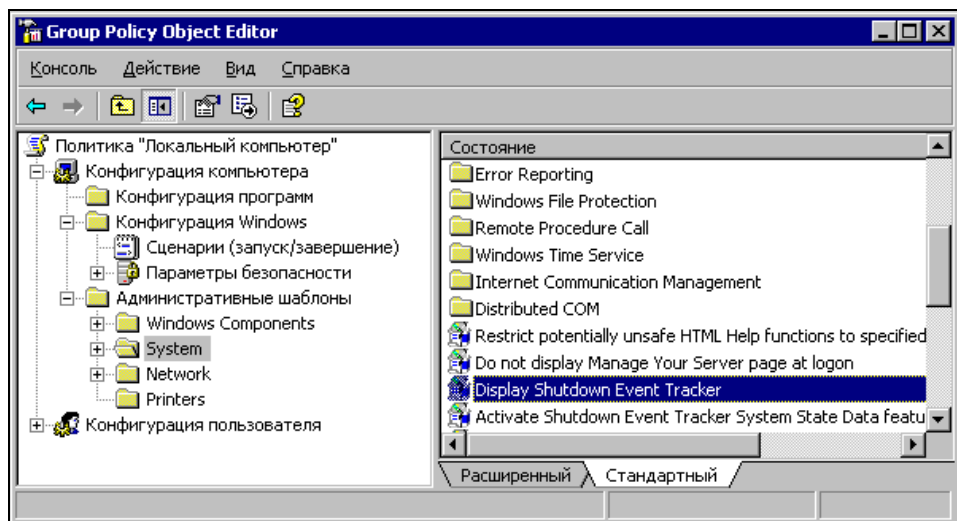 Group Policy Object Editor
Консоль Действие Вид Справка
Политика "Локальный компьютер"
Конфигурация компьютера
Конфигурация программ
Конфигурация Windows
Сценарии (запуск/завершение)
Параметры безопасности
Административные шаблоны
Windows Components
System
Network
Printers
Конфигурация пользователя
Состояние
Error Reporting
Windows File Protection
Remote Procedure Call
Windows Time Service
Internet Communication Management
Distributed COM
Restrict potentially unsafe HTML Help functions to specified
Do not display Manage Your Server page at logon
Display Shutdown Event Tracker
Activate Shutdown Event Tracker System State Data featu
Расширенный Стандартный